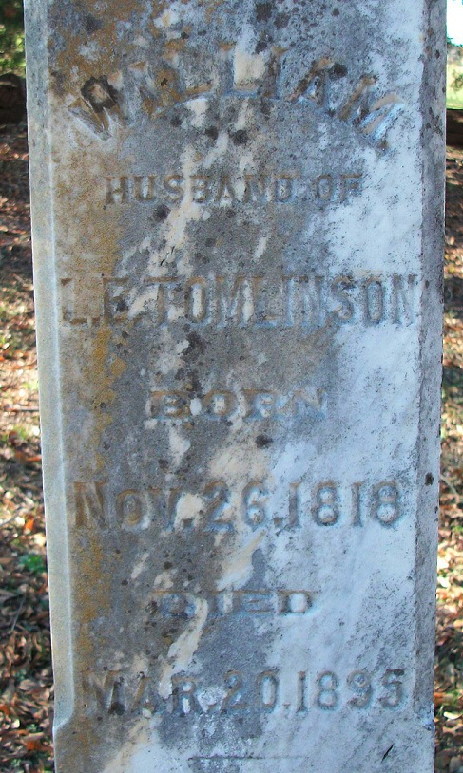 WILLIAM.
HUSBAND OF
L.E. TOMLINSON
BORN
NOV. 26, 1818
DIED
MAR. 20, 1895